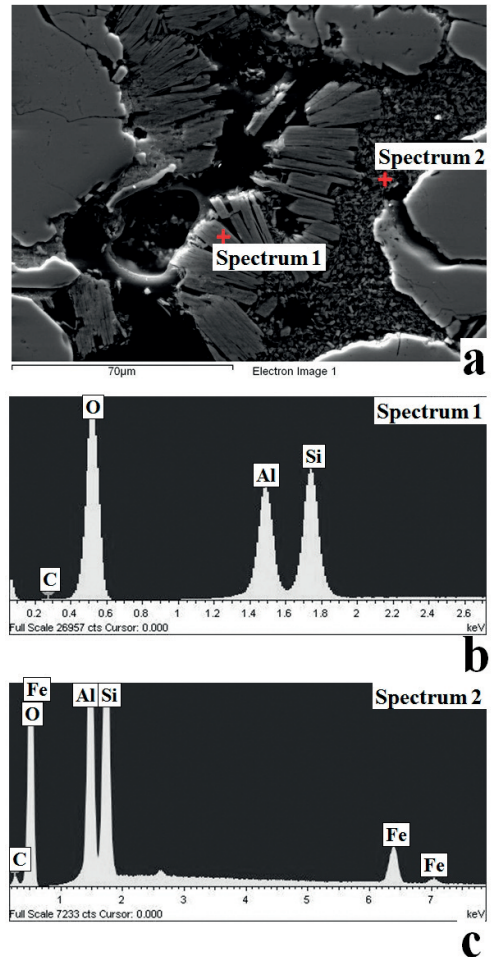 Spectrum 2
Spectrum 1
70µm
Electron Image 1
a
Spectrum 1
O
Al
Si
C
0.2 0.4 0.6 0.8 1 1.2 1.4 1.6 1.8 2 2.2 2.4 2.6
Full Scale 26957 cts Cursor: 0.000
keV
b
Spectrum 2
Fe
O
Al Si
C
Fe
Fe
1 2 3 4 5 6 7
Full Scale 7233 cts Cursor: 0.000
keV
c